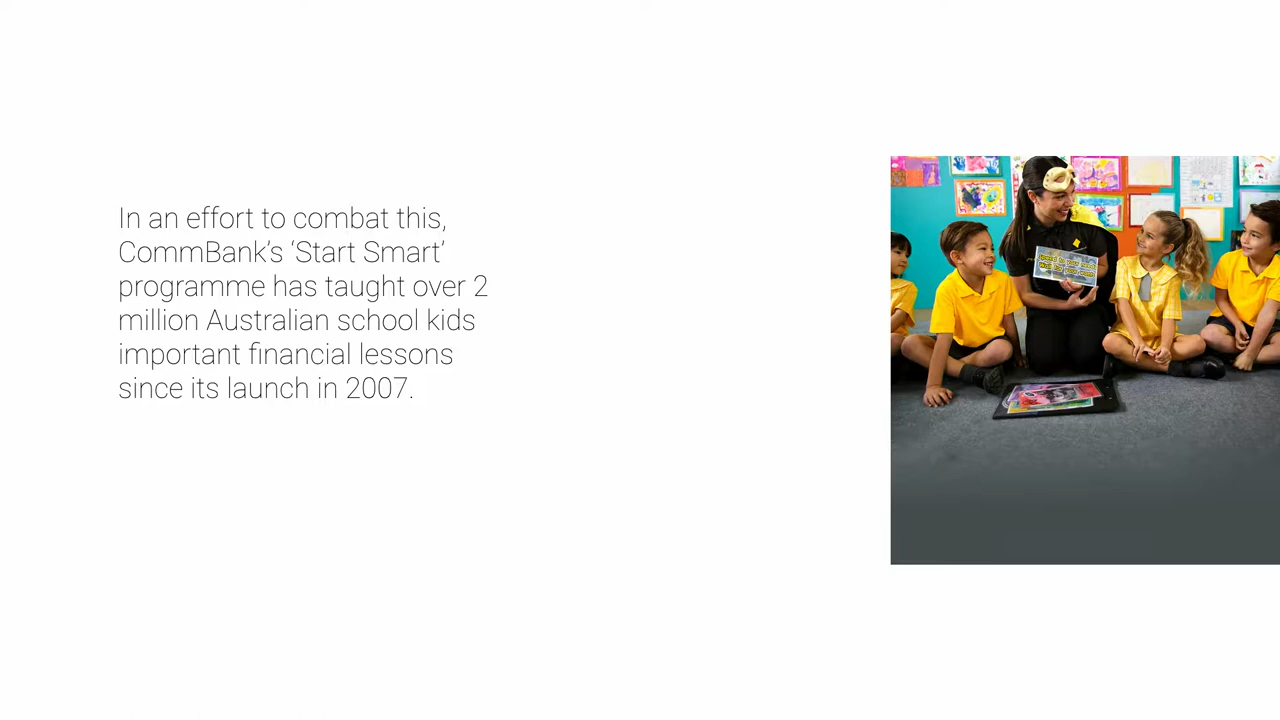 In an effort to combat this,
CommBank’s ‘Start Smart’
programme has taught over 2
million Australian school kids
important financial lessons
since its launch in 2007.